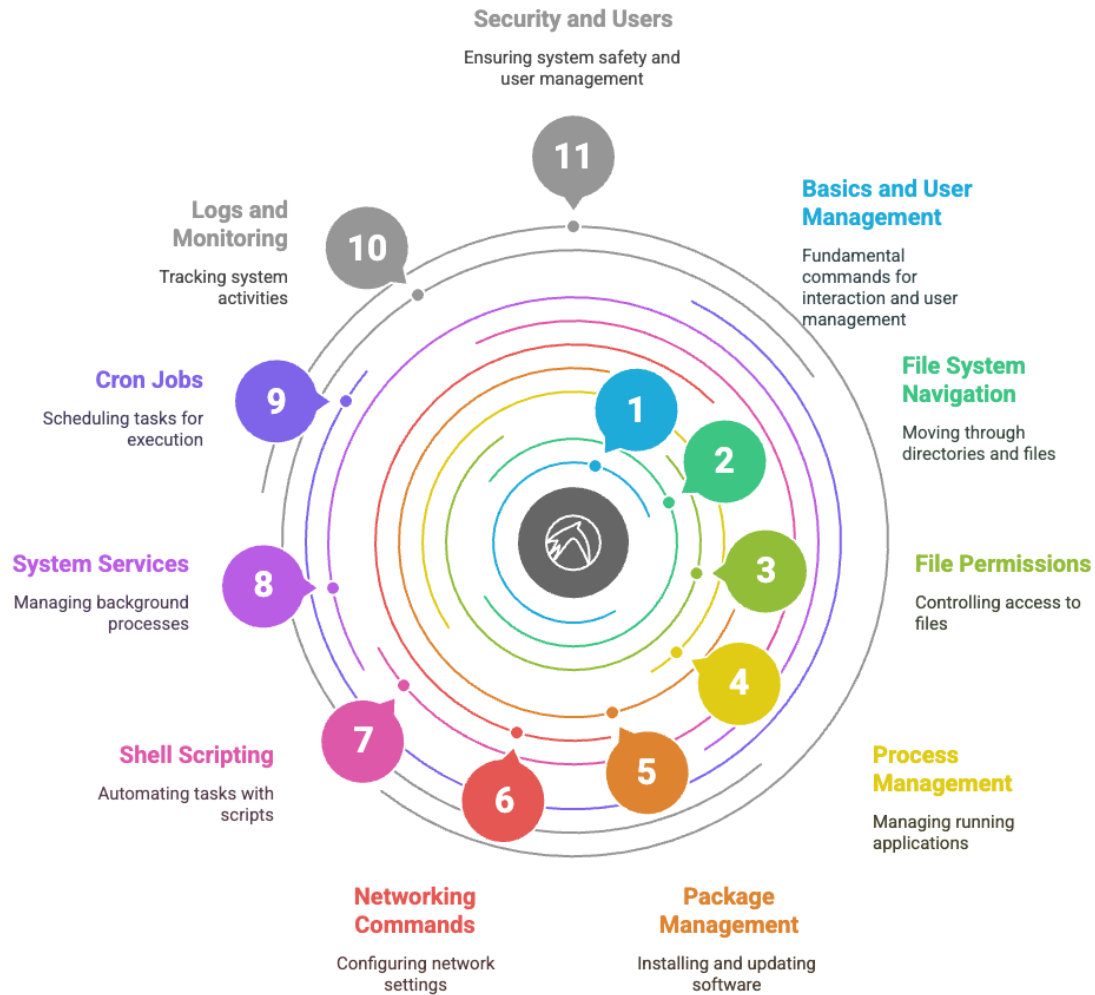 Security and Users
Ensuring system safety and
user management
11
Basics and User
Management
Fundamental
commands for
interaction and user
management
1
File System
Navigation
Moving through
directories and files
2
File Permissions
Controlling access to
files
3
Process
Management
Managing running
applications
4
Package
Management
Installing and updating
software
5
Networking
Commands
Configuring network
settings
6
Shell Scripting
Automating tasks with
scripts
7
System Services
Managing background
processes
8
Cron Jobs
Scheduling tasks for
execution
9
Logs and
Monitoring
Tracking system
activities
10